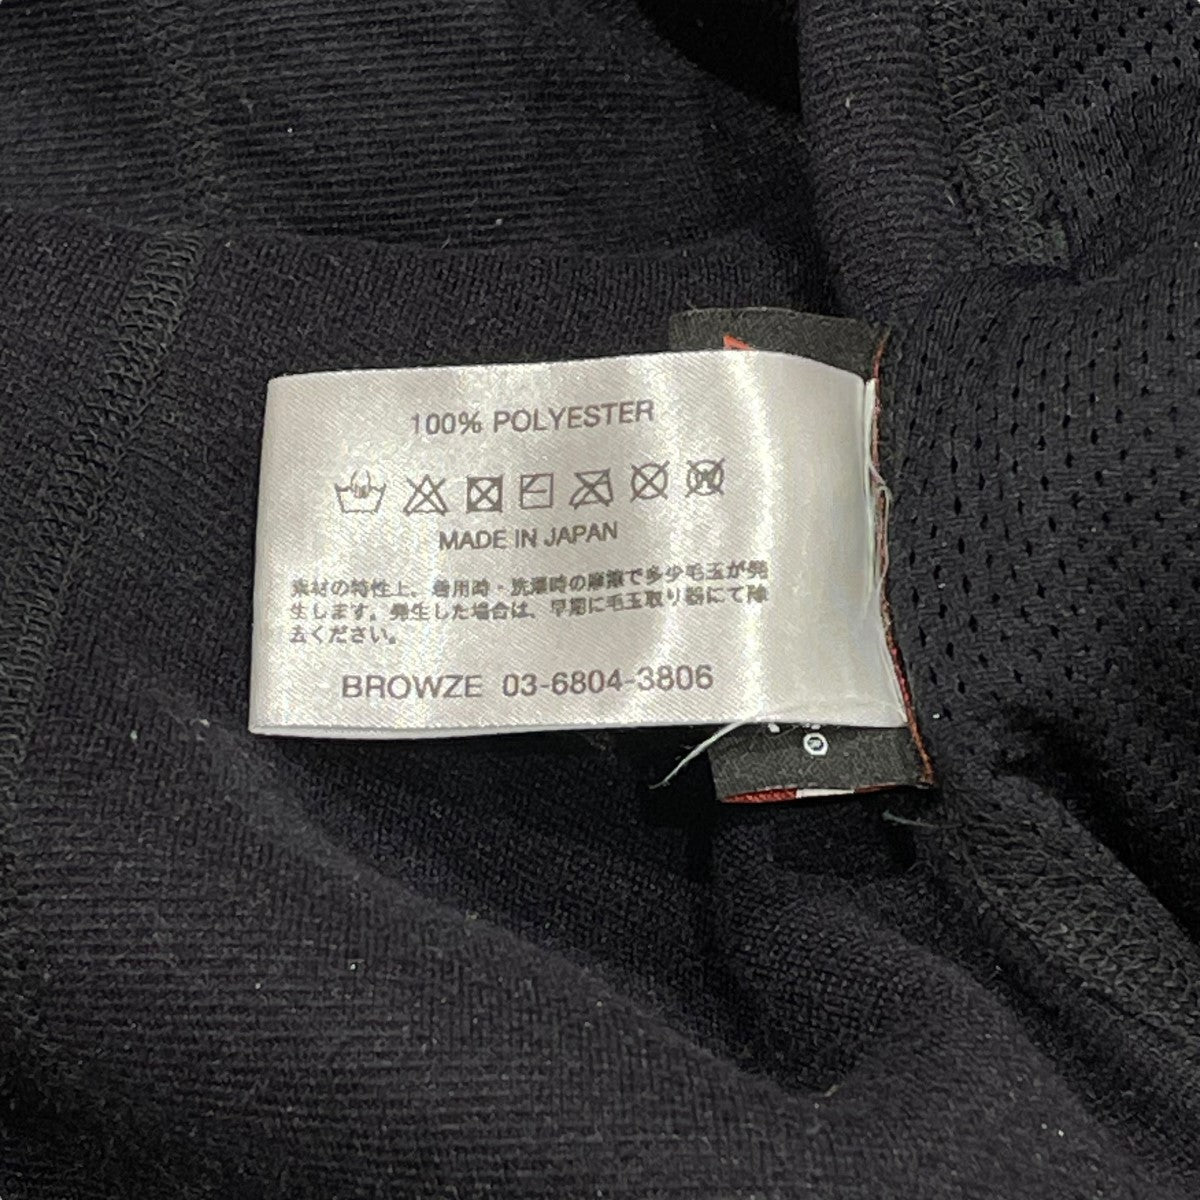 100% POLYESTER
MADE IN JAPAN
素材の特性上、着用時・洗濯時の摩擦で多少毛玉が発
生します。発生した場合は、早期に毛玉取り器にて除
去ください。
BROWZE 03-6804-3806